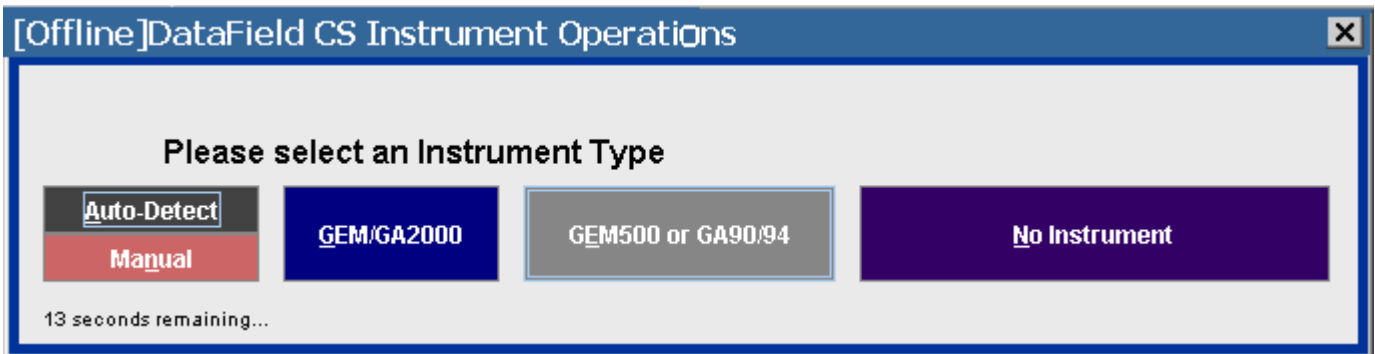 [Offline]DataField CS Instrument Operations
Please select an Instrument Type
Auto-Detect
Manual
GEM/GA2000
GEM500 or GA90/94
No Instrument
13 seconds remaining...